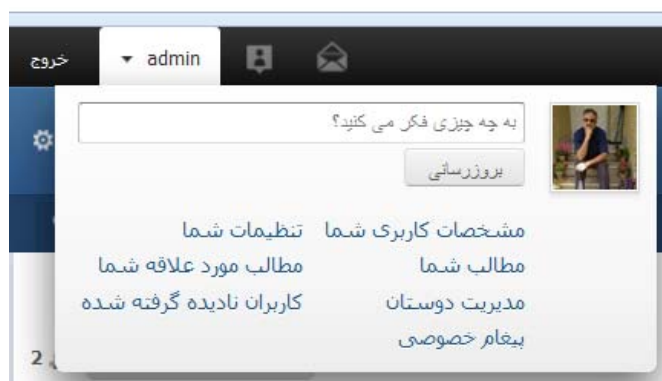 admin خروج
به چه چیزی فکر می کنید؟
بروزرسانی
مشخصات کاربری شما تنظیمات شما
مطالب شما مطالب مورد علاقه شما
مدیریت دوستان کاربران نادیده گرفته شده
پیغام خصوصی
2